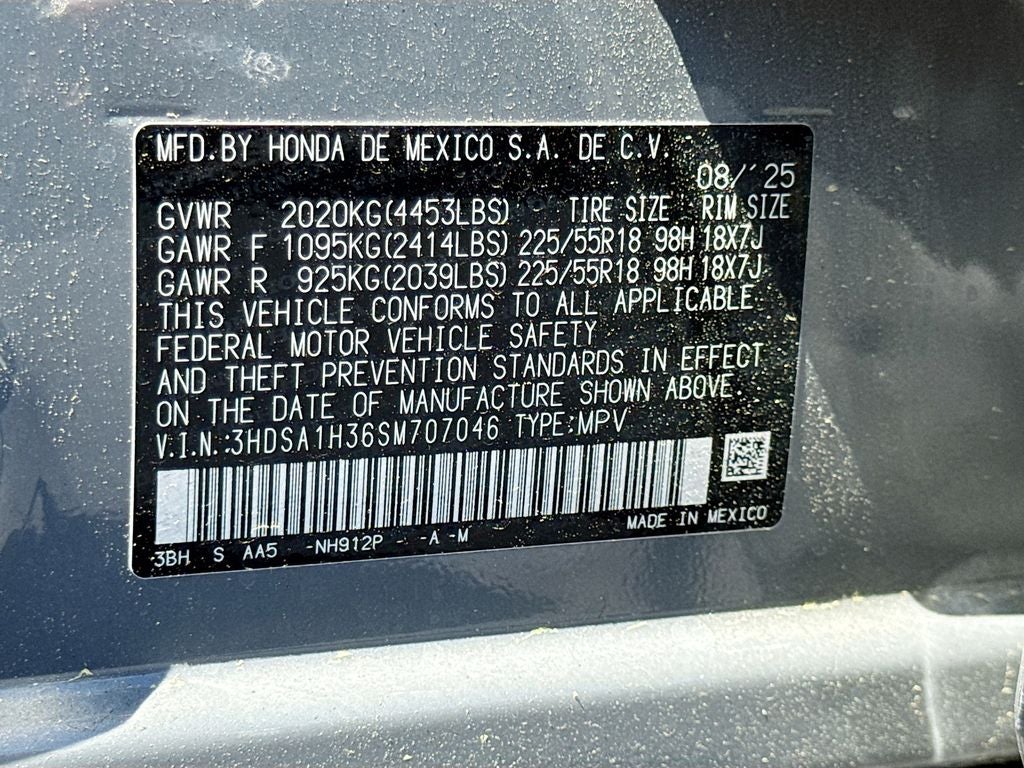 MFD.BY HONDA DE MEXICO S.A. DE C.V.
08/'25
GVWR 2020KG(4453LBS) TIRE SIZE RIM SIZE
GAWR F 1095KG(2414LBS) 225/55R18 98H 18X7J
GAWR R 925KG(2039LBS) 225/55R18 98H 18X7J
THIS VEHICLE CONFORMS TO ALL APPLICABLE
FEDERAL MOTOR VEHICLE SAFETY
AND THEFT PREVENTION STANDARDS IN EFFECT
ON THE DATE OF MANUFACTURE SHOWN ABOVE.
V.I.N.:3HDSA1H36SM707046 TYPE:MPV
MADE IN MEXICO
3BH S AA5 -NH912P -A -M